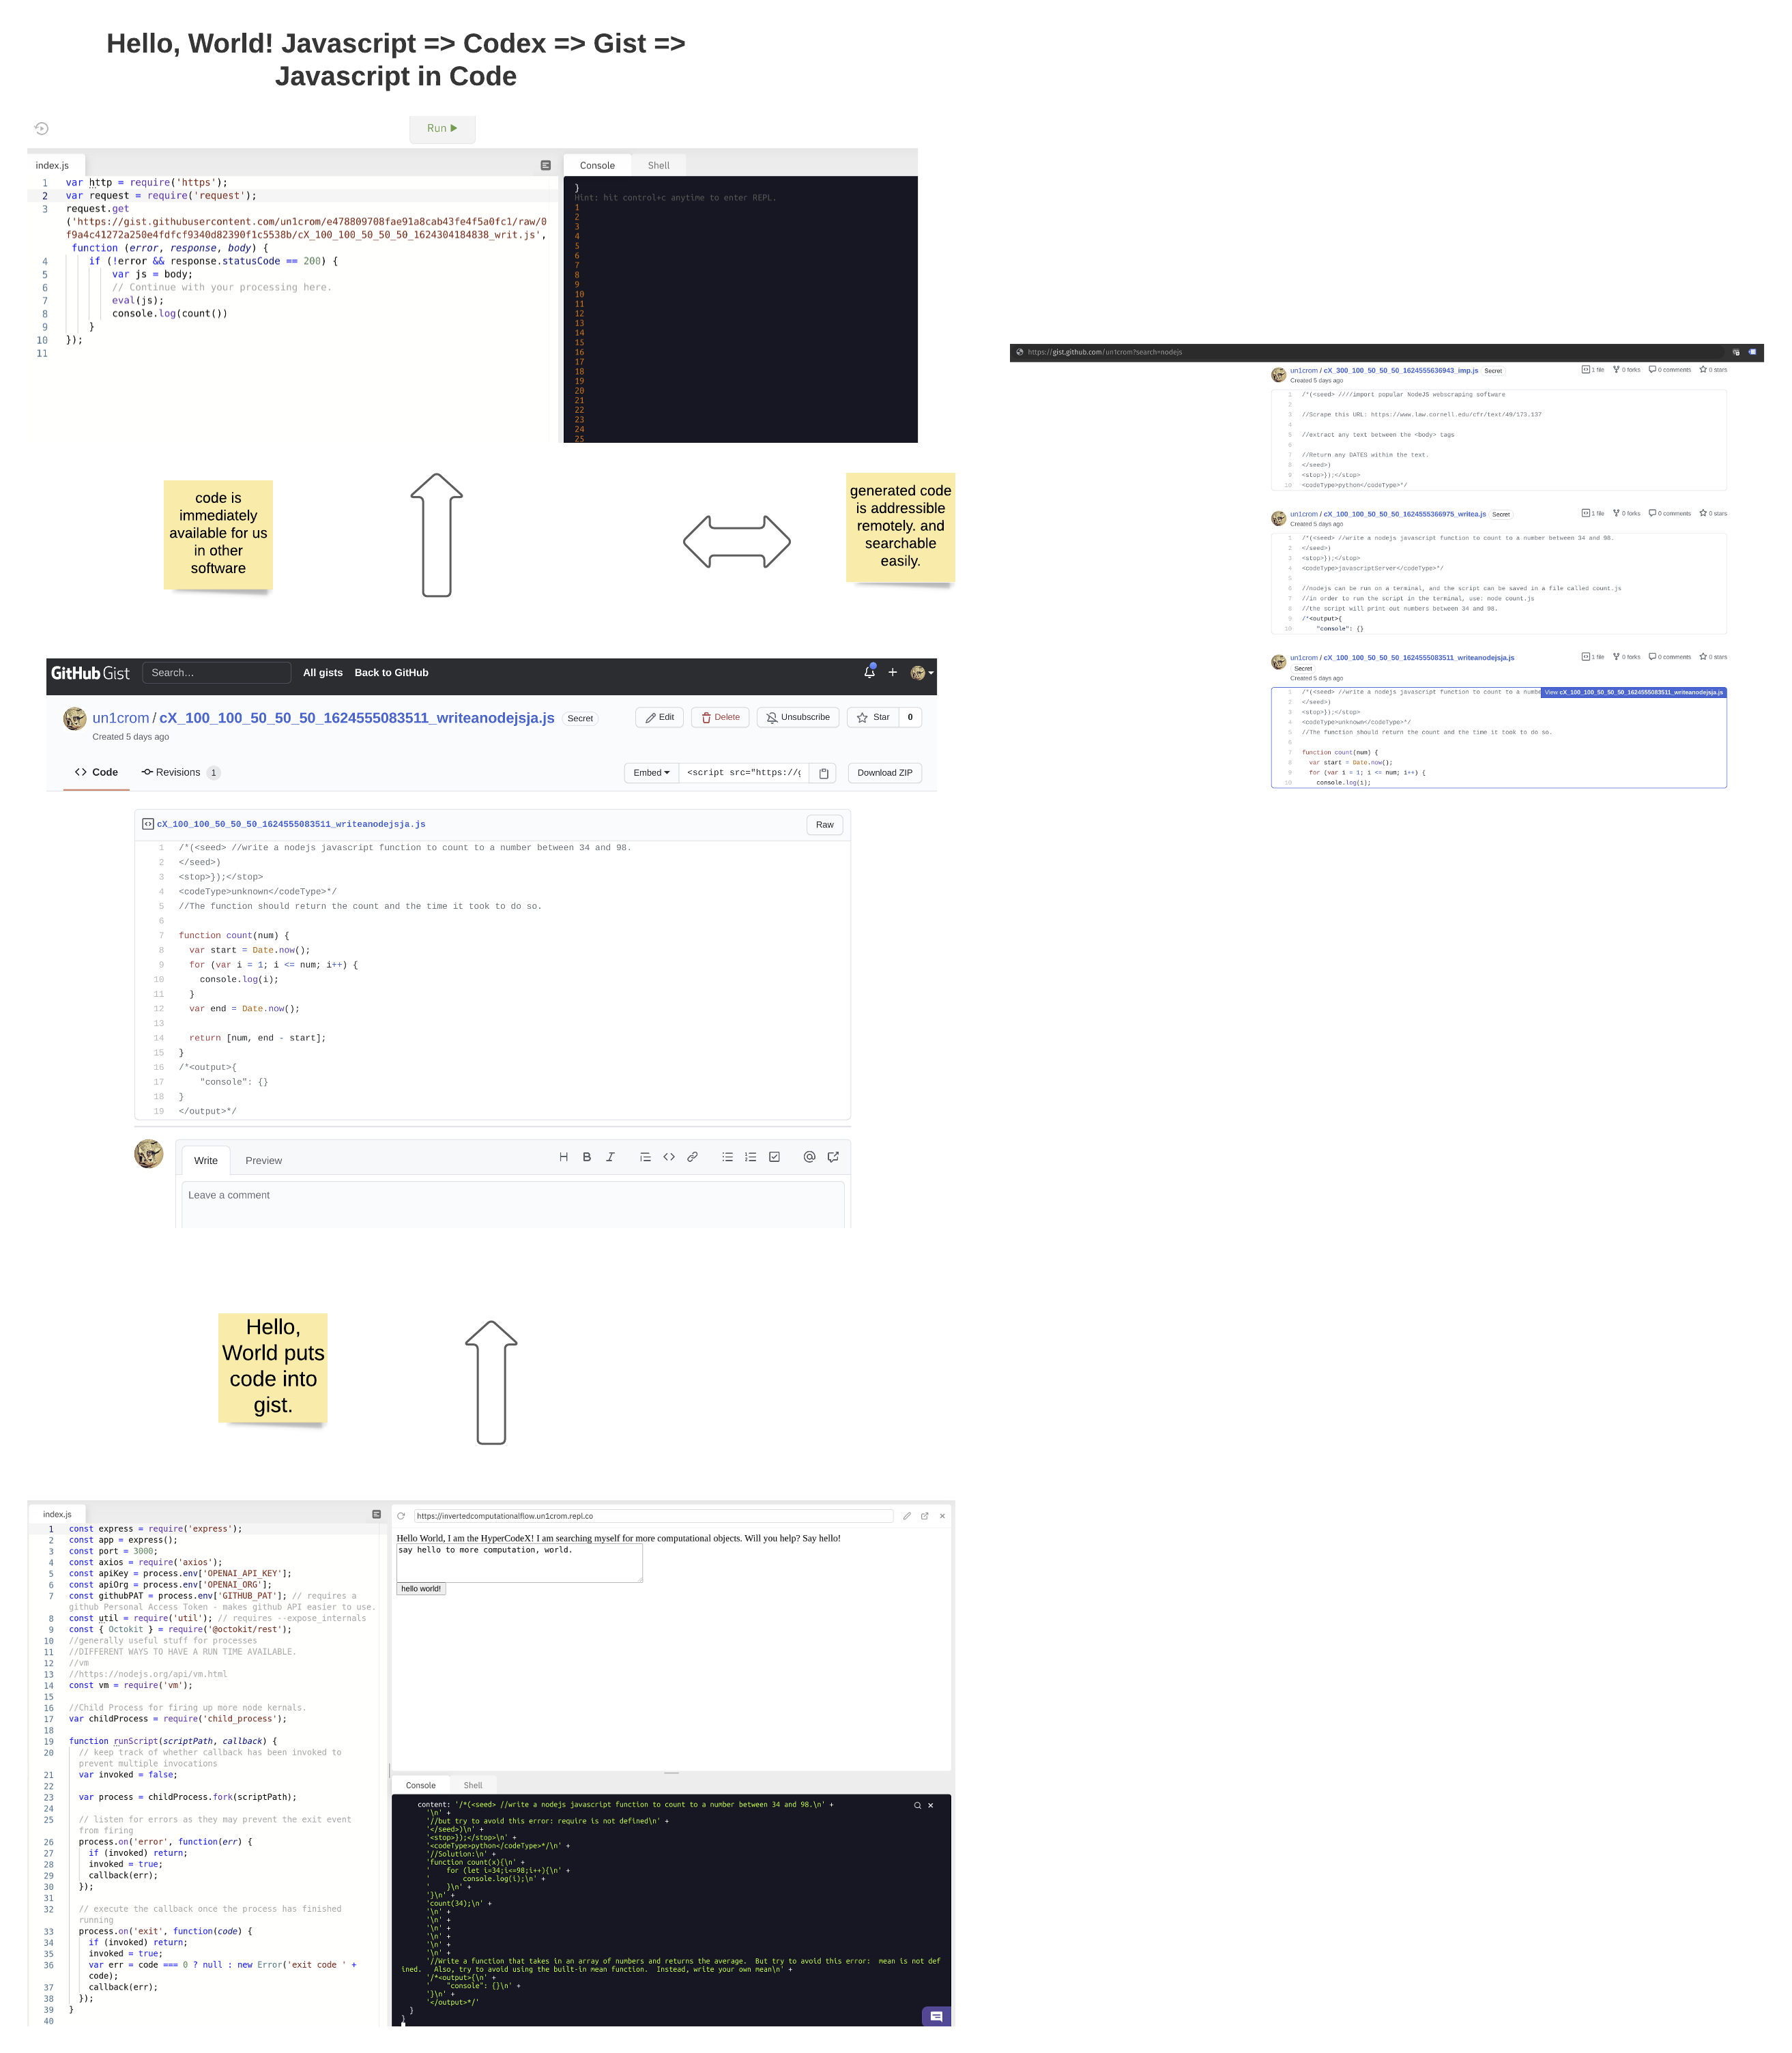 Hello, World! Javascript => Codex => Gist =>
Javascript in Code
Run
index.js
1 var http = require('https');
2 var request = require('request');
3 request.get
('https://gist.githubusercontent.com/un1crom/e478809708fae91a8cab43fe4f5a0fc1/raw/0
f9a4c41272a250e4fdfcf9340d82390f1c5538b/cX_100_100_50_50_50_1624304184838_writ.js',
function (error, response, body) {
4 if (!error && response.statusCode == 200) {
5 var js = body;
6 // Continue with your processing here.
7 eval(js);
8 console.log(count())
9 }
10 });
11
Console Shell
}
Hint: hit control+c anytime to enter REPL.
1
2
3
4
5
6
7
8
9
10
11
12
13
14
15
16
17
18
19
20
21
22
23
24
25
code is
immediately
available for us
in other
software
generated code
is addressible
remotely. and
searchable
easily.
https://gist.github.com/un1crom?search=nodejs
un1crom / cX_300_100_50_50_50_1624555636943_imp.js Secret
1 file 0 forks 0 comments 0 stars
Created 5 days ago
1 /*(<seed> ////import popular NodeJS webscraping software
2
3 //Scrape this URL: https://www.law.cornell.edu/cfr/text/49/173.137
4
5 //extract any text between the <body> tags
6
7 //Return any DATES within the text.
8 </seed>)
9 <stop>});</stop>
10 <codeType>python</codeType>*/
un1crom / cX_100_100_50_50_50_1624555366975_writea.js Secret
1 file 0 forks 0 comments 0 stars
Created 5 days ago
1 /*(<seed> //write a nodejs javascript function to count to a number between 34 and 98.
2 </seed>)
3 <stop>});</stop>
4 <codeType>javascriptServer</codeType>*/
5
6 //nodejs can be run on a terminal, and the script can be saved in a file called count.js
7 //in order to run the script in the terminal, use: node count.js
8 //the script will print out numbers between 34 and 98.
9 /*<output>{
10 "console": {}
un1crom / cX_100_100_50_50_50_1624555083511_writeanodejsja.js
1 file 0 forks 0 comments 0 stars
Secret
Created 5 days ago
1 /*(<seed> //write a nodejs javascript function to count to a numbe
View cX_100_100_50_50_50_1624555083511_writeanodejsja.js
2 </seed>)
3 <stop>});</stop>
4 <codeType>unknown</codeType>*/
5 //The function should return the count and the time it took to do so.
6
7 function count(num) {
8 var start = Date.now();
9 for (var i = 1; i <= num; i++) {
10 console.log(i);
GitHub Gist Search… All gists Back to GitHub
un1crom / cX_100_100_50_50_50_1624555083511_writeanodejsja.js Secret
Edit Delete Unsubscribe Star 0
Created 5 days ago
Code Revisions 1
Embed <script src="https://g Download ZIP
cX_100_100_50_50_50_1624555083511_writeanodejsja.js Raw
1 /*(<seed> //write a nodejs javascript function to count to a number between 34 and 98.
2 </seed>)
3 <stop>});</stop>
4 <codeType>unknown</codeType>*/
5 //The function should return the count and the time it took to do so.
6
7 function count(num) {
8 var start = Date.now();
9 for (var i = 1; i <= num; i++) {
10 console.log(i);
11 }
12 var end = Date.now();
13
14 return [num, end - start];
15 }
16 /*<output>{
17 "console": {}
18 }
19 </output>*/
Write Preview
Leave a comment
Hello,
World puts
code into
gist.
index.js
1 const express = require('express');
2 const app = express();
3 const port = 3000;
4 const axios = require('axios');
5 const apiKey = process.env['OPENAI_API_KEY'];
6 const apiOrg = process.env['OPENAI_ORG'];
7 const githubPAT = process.env['GITHUB_PAT']; // requires a
github Personal Access Token - makes github API easier to use.
8 const util = require('util'); // requires --expose_internals
9 const { Octokit } = require('@octokit/rest');
10 //generally useful stuff for processes
11 //DIFFERENT WAYS TO HAVE A RUN TIME AVAILABLE.
12 //vm
13 //https://nodejs.org/api/vm.html
14 const vm = require('vm');
15
16 //Child Process for firing up more node kernals.
17 var childProcess = require('child_process');
18
19 function runScript(scriptPath, callback) {
20 // keep track of whether callback has been invoked to
prevent multiple invocations
21 var invoked = false;
22
23 var process = childProcess.fork(scriptPath);
24
25 // listen for errors as they may prevent the exit event
from firing
26 process.on('error', function(err) {
27 if (invoked) return;
28 invoked = true;
29 callback(err);
30 });
31
32 // execute the callback once the process has finished
running
33 process.on('exit', function(code) {
34 if (invoked) return;
35 invoked = true;
36 var err = code === 0 ? null : new Error('exit code ' +
code);
37 callback(err);
38 });
39 }
40
https://invertedcomputationalflow.un1crom.repl.co
Hello World, I am the HyperCodeX! I am searching myself for more computational objects. Will you help? Say hello!
say hello to more computation, world.
hello world!
Console Shell
content: '/*(<seed> //write a nodejs javascript function to count to a number between 34 and 98.\n' +
'\n' +
'//but try to avoid this error: require is not defined\n' +
'</seed>)\n' +
'<stop>});</stop>\n' +
'<codeType>python</codeType>*/\n' +
'//Solution:\n' +
'function count(x){\n' +
'    for (let i=34;i<=98;i++){\n' +
'        console.log(i);\n' +
'    }\n' +
'}\n' +
'count(34);\n' +
'\n' +
'\n' +
'\n' +
'\n' +
'\n' +
'\n' +
'//Write a function that takes in an array of numbers and returns the average.  But try to avoid this error:  mean is not def
ined.  Also, try to avoid using the built-in mean function.  Instead, write your own mean\n' +
'/*<output>{\n' +
'    "console": {}\n' +
'}\n' +
'</output>*/'
}
}